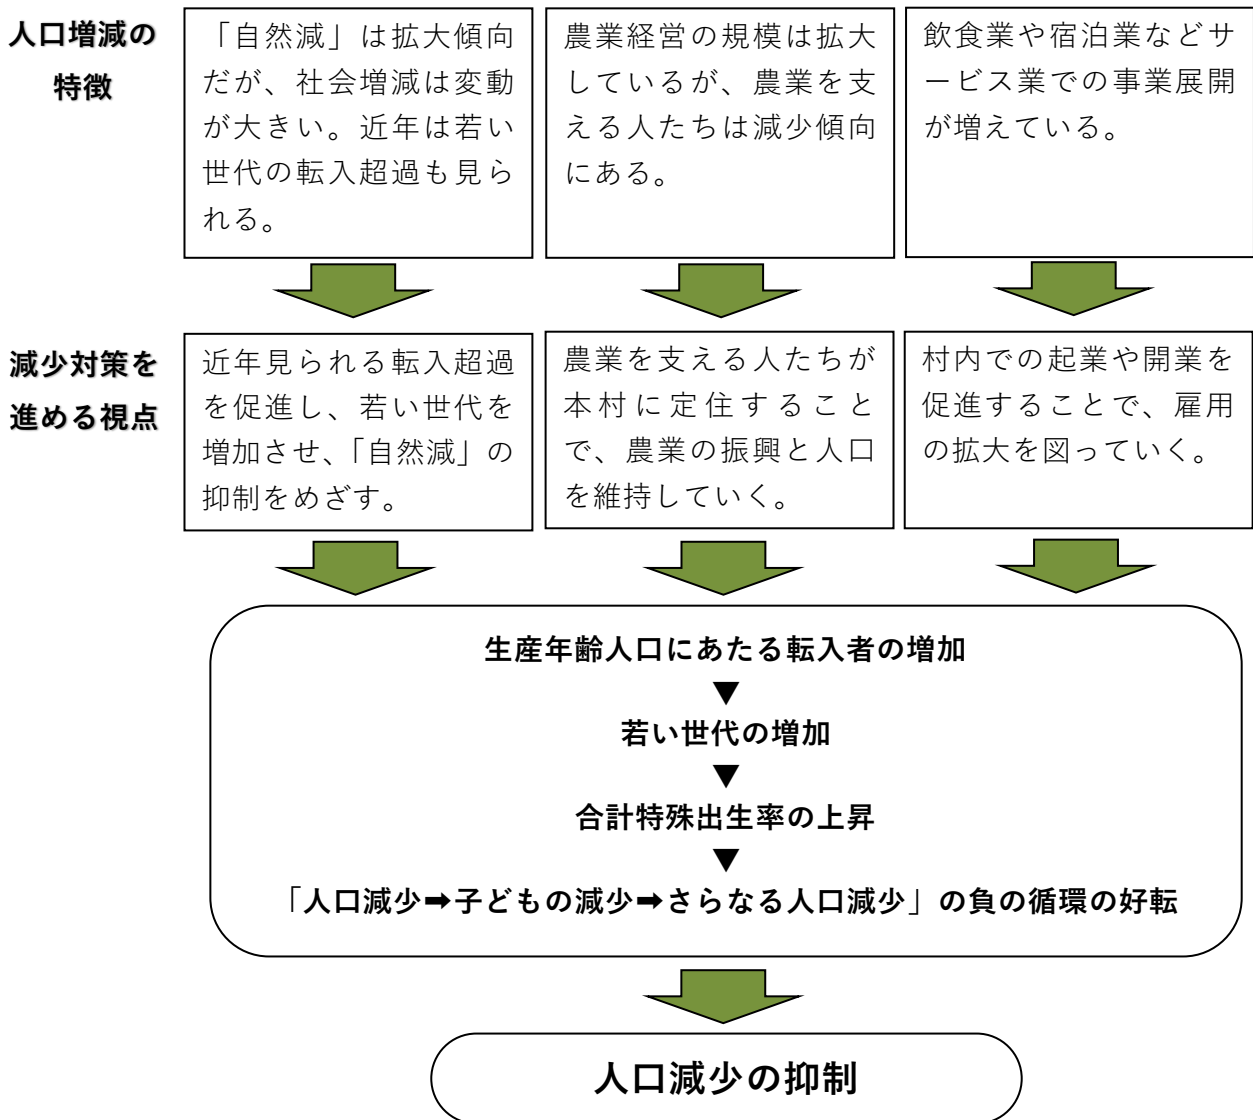 人口増減の
特徴
「自然減」は拡大傾向
だが、社会増減は変動
が大きい。近年は若い
世代の転入超過も見ら
れる。
農業経営の規模は拡大
しているが、農業を支
える人たちは減少傾向
にある。
飲食業や宿泊業などサ
ービス業での事業展開
が増えている。
減少対策を
進める視点
近年見られる転入超過
を促進し、若い世代を
増加させ、「自然減」の
抑制をめざす。
農業を支える人たちが
本村に定住すること
で、農業の振興と人口
を維持していく。
村内での起業や開業を
促進することで、雇用
の拡大を図っていく。
生産年齢人口にあたる転入者の増加
▼
若い世代の増加
▼
合計特殊出生率の上昇
▼
「人口減少➡子どもの減少➡さらなる人口減少」の負の循環の好転
人口減少の抑制